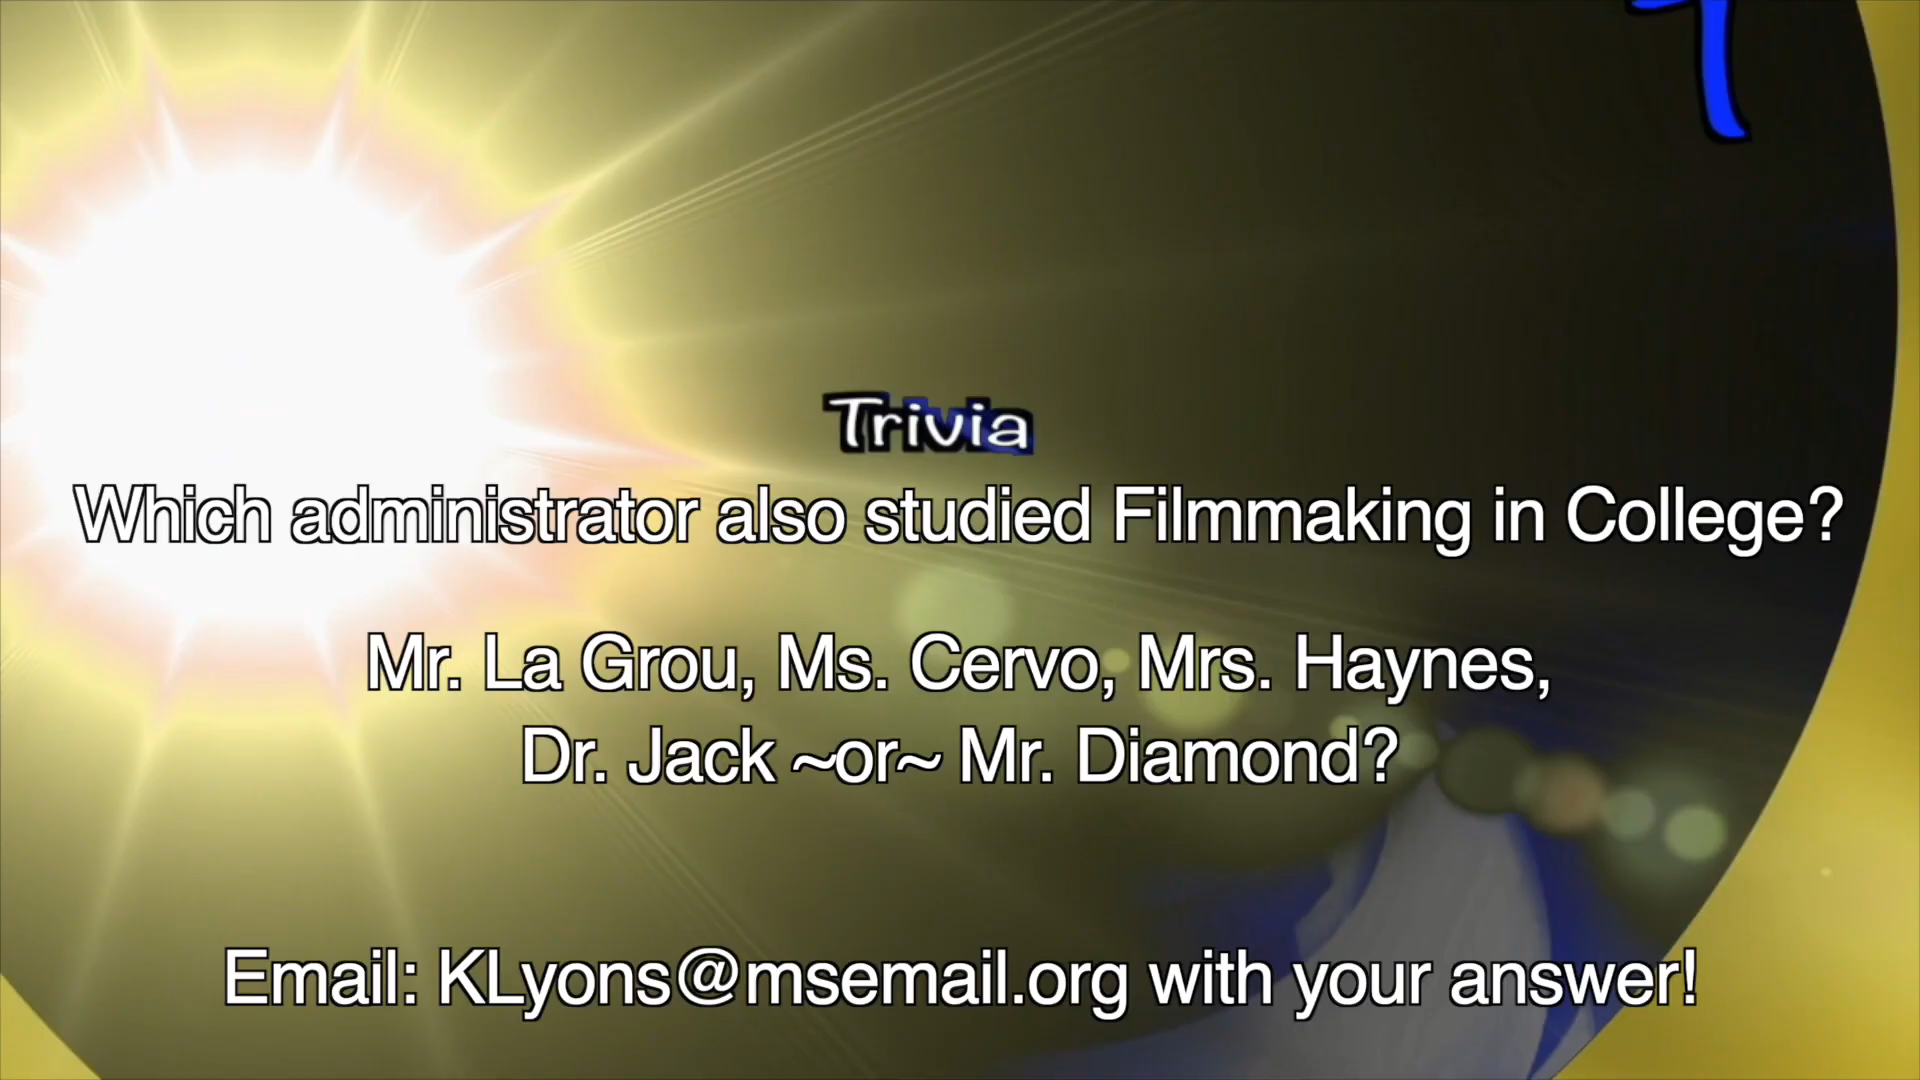 Trivia
Which administrator also studied Filmmaking in College?
Mr. La Grou, Ms. Cervo, Mrs. Haynes,
Dr. Jack ~or~ Mr. Diamond?
Email: KLyons@msemail.org with your answer!